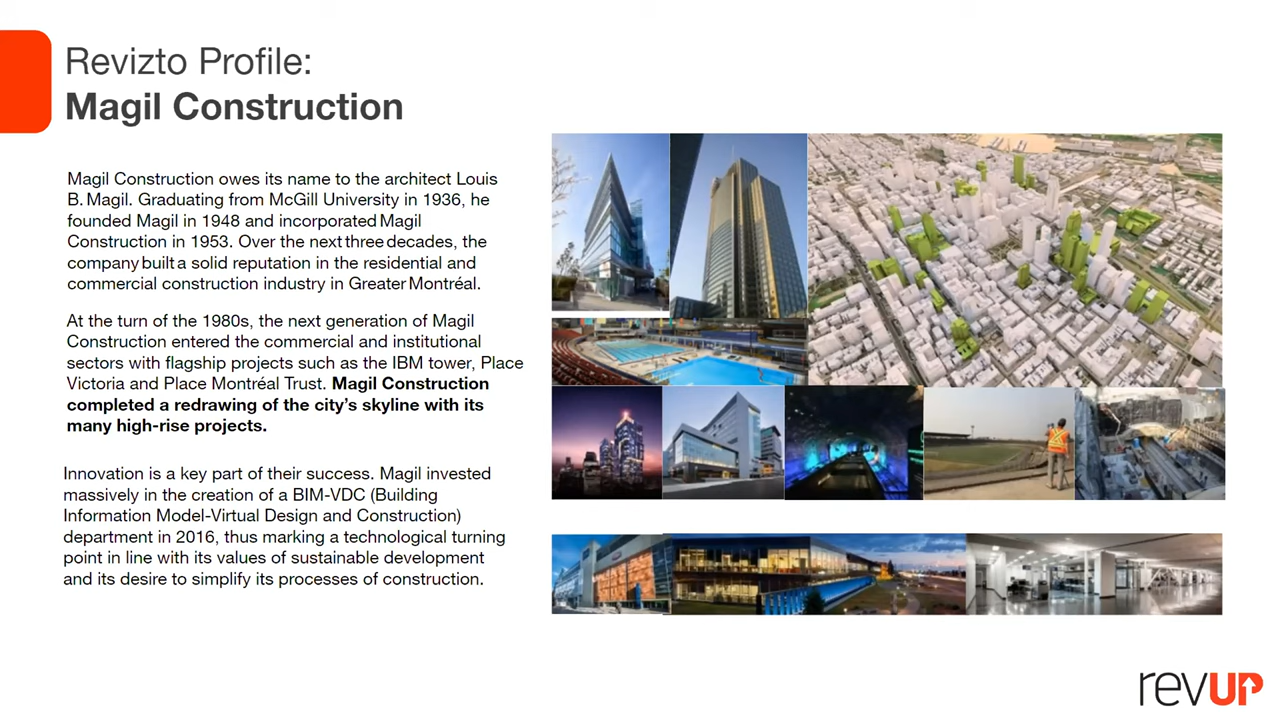 Revizto Profile:
Magil Construction
Magil Construction owes its name to the architect Louis
B. Magil. Graduating from McGill University in 1936, he
founded Magil in 1948 and incorporated Magil
Construction in 1953. Over the next three decades, the
company built a solid reputation in the residential and
commercial construction industry in Greater Montréal.
At the turn of the 1980s, the next generation of Magil
Construction entered the commercial and institutional
sectors with flagship projects such as the IBM tower, Place
Victoria and Place Montréal Trust. Magil Construction
completed a redrawing of the city’s skyline with its
many high-rise projects.
Innovation is a key part of their success. Magil invested
massively in the creation of a BIM-VDC (Building
Information Model-Virtual Design and Construction)
department in 2016, thus marking a technological turning
point in line with its values of sustainable development
and its desire to simplify its processes of construction.
revUP